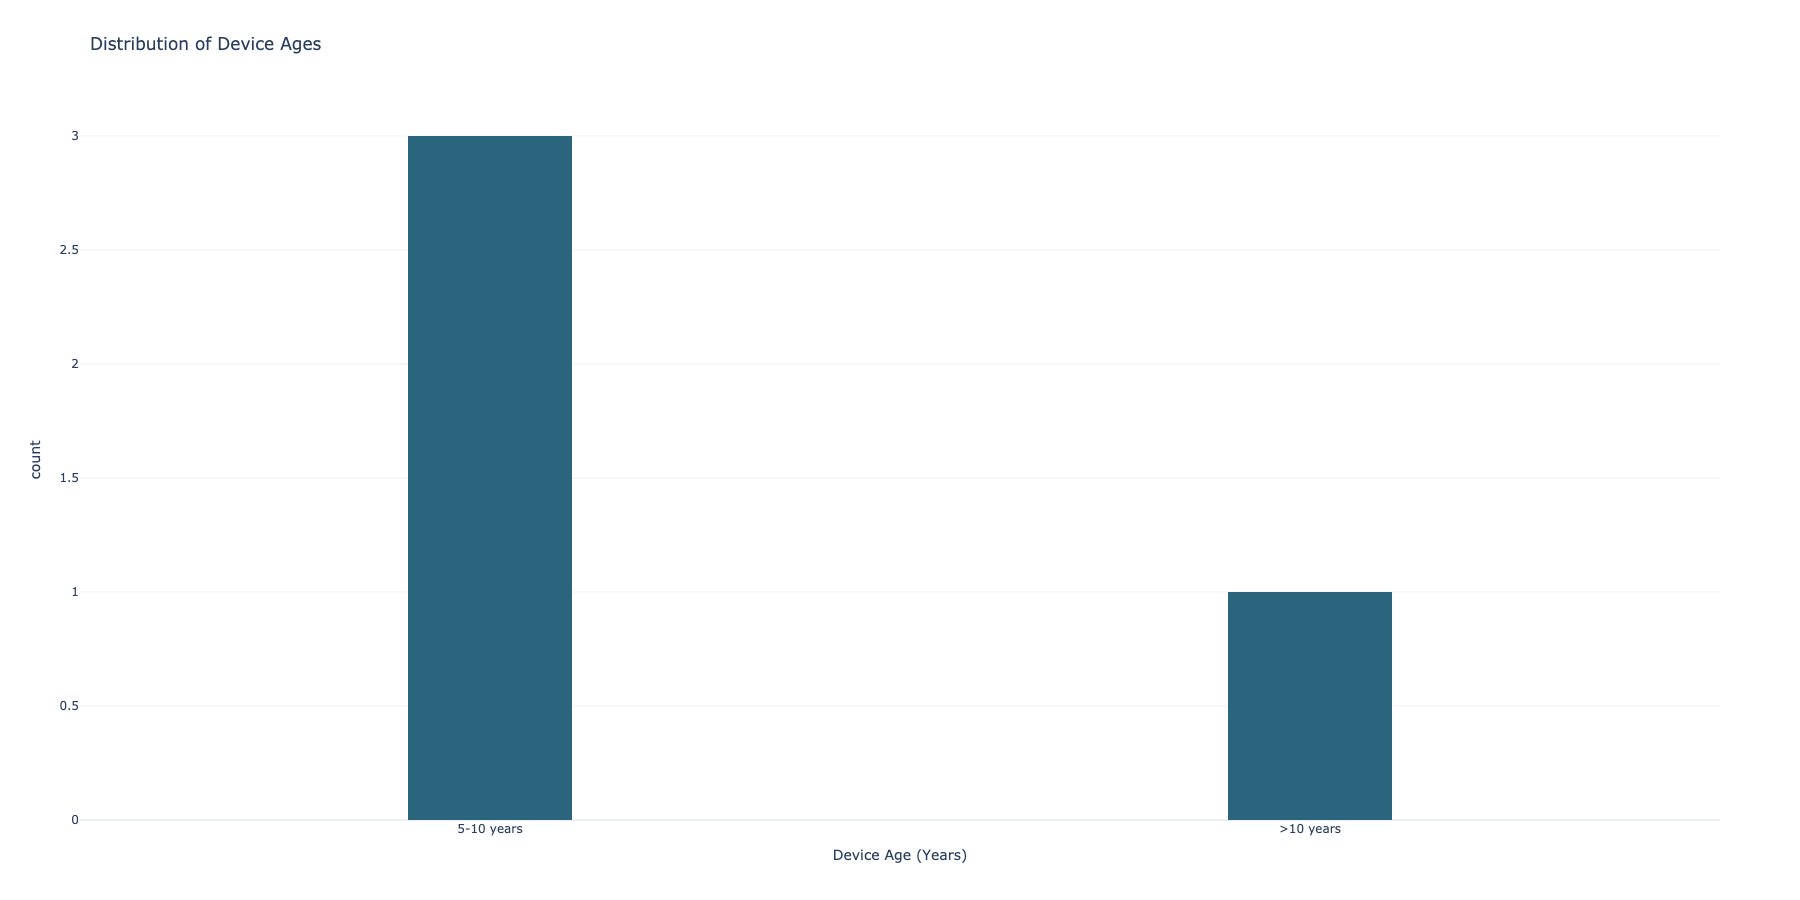 Distribution of Device Ages
3
2.5
2
1.5
1
0.5
0
count
5-10 years
>10 years
Device Age (Years)